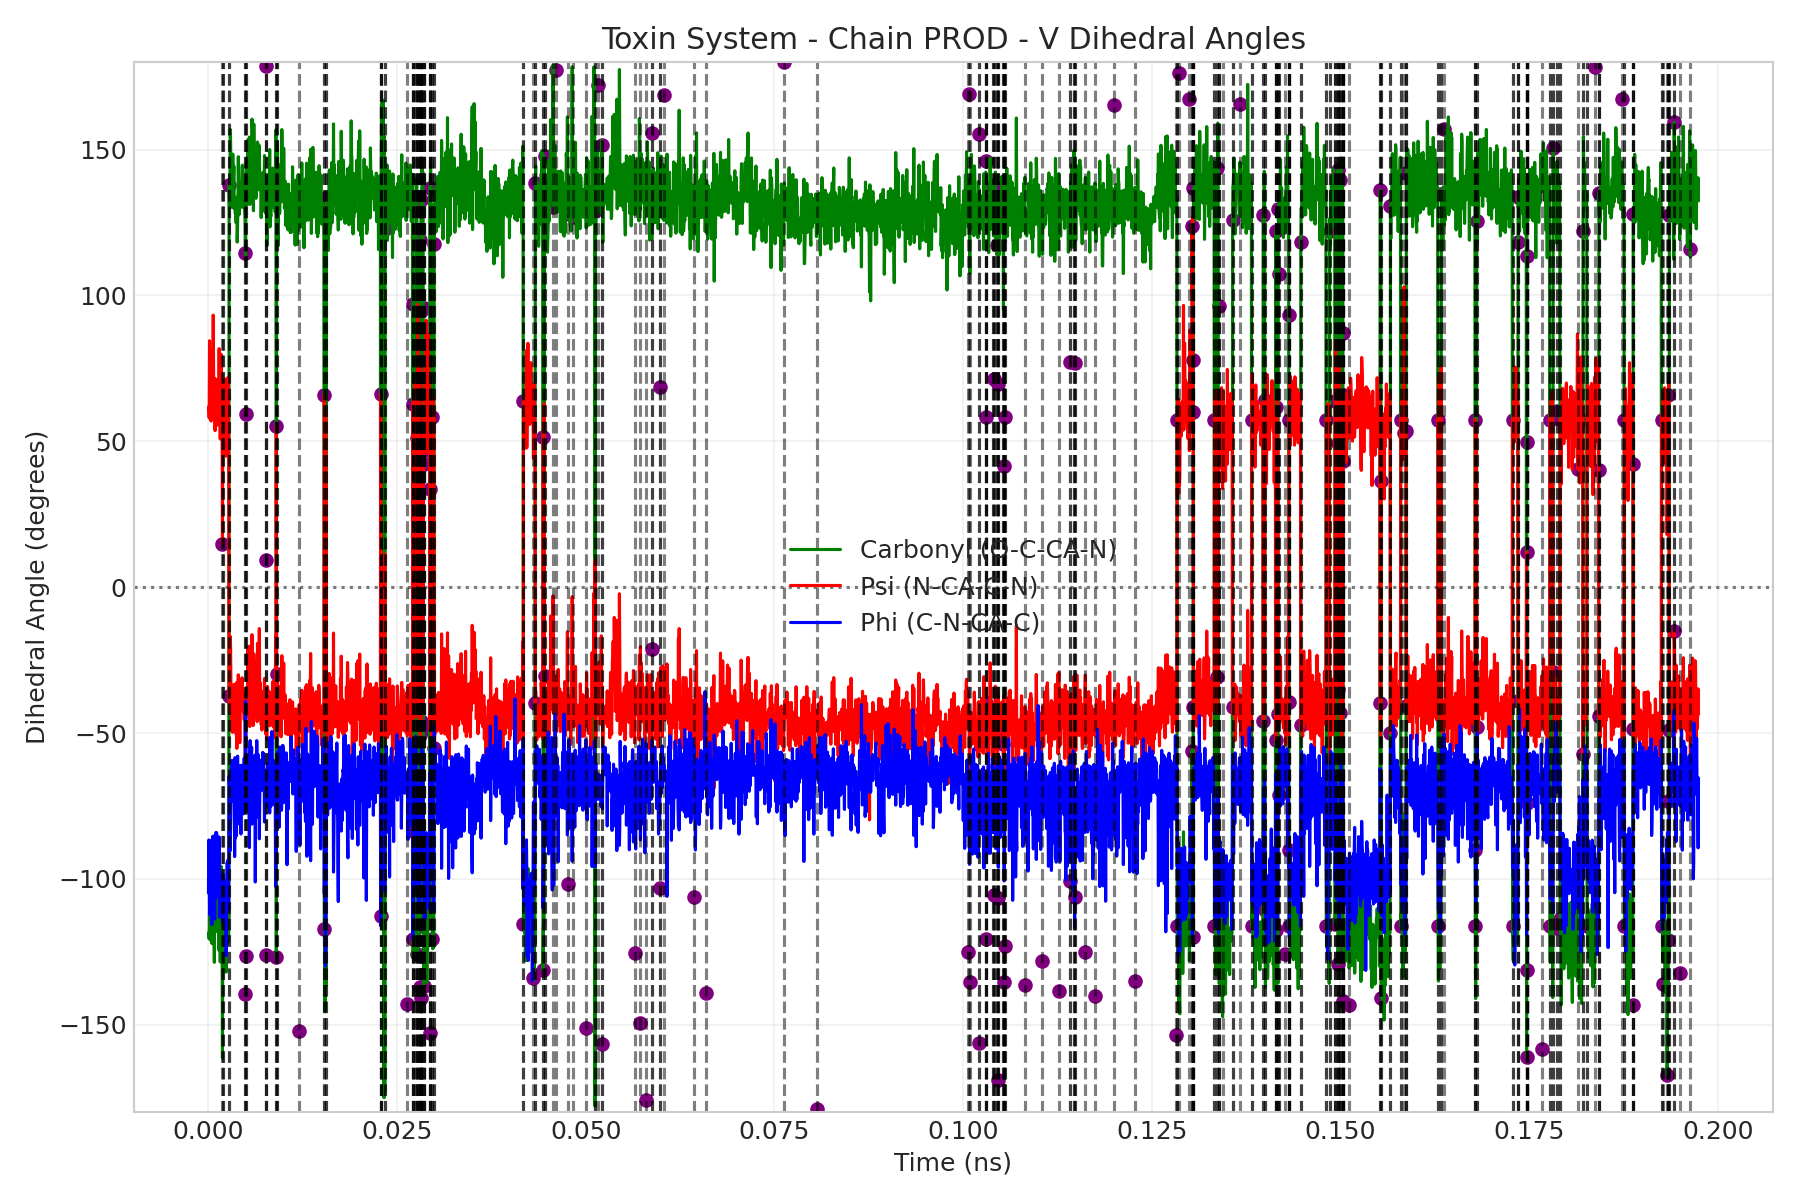 Toxin System - Chain PROD - V Dihedral Angles
Dihedral Angle (degrees)
150
100
50
0
−50
−100
−150
Carbonyl (O-C-CA-N)
Psi (N-CA-C-N)
Phi (C-N-CA-C)
0.000 0.025 0.050 0.075 0.100 0.125 0.150 0.175 0.200
Time (ns)